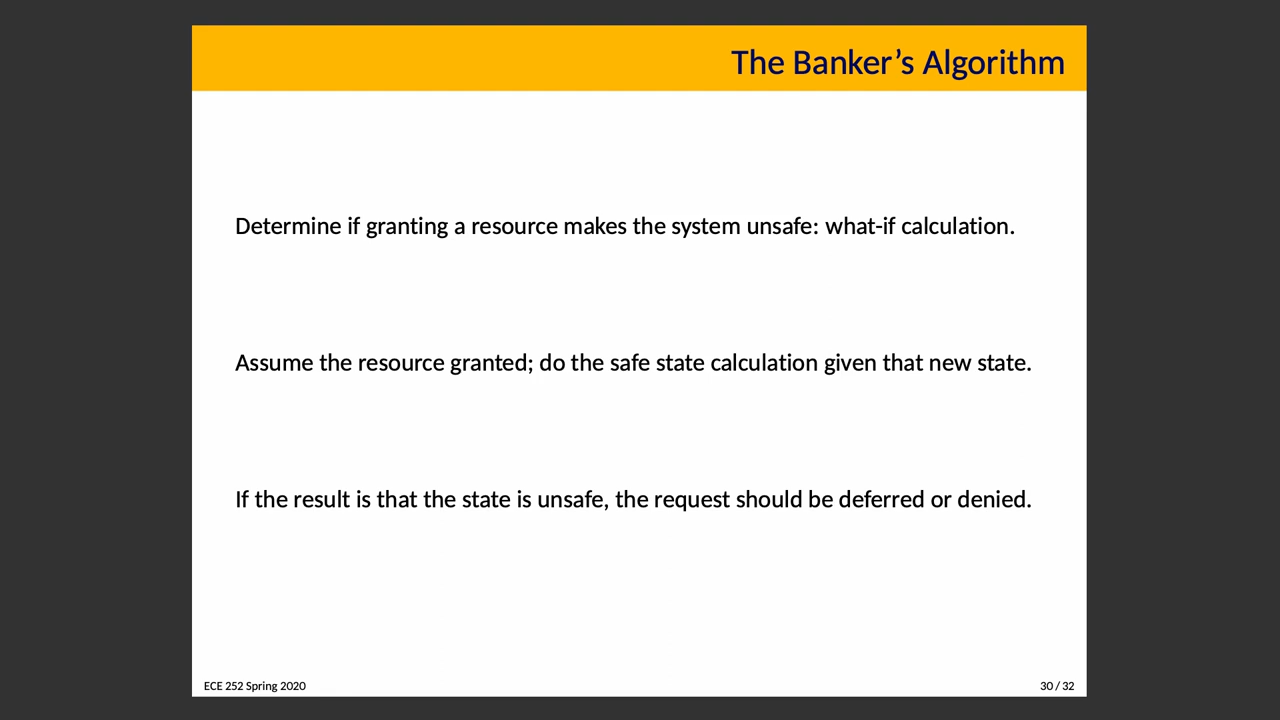 The Banker’s Algorithm
Determine if granting a resource makes the system unsafe: what-if calculation.
Assume the resource granted; do the safe state calculation given that new state.
If the result is that the state is unsafe, the request should be deferred or denied.
ECE 252 Spring 2020
30 / 32